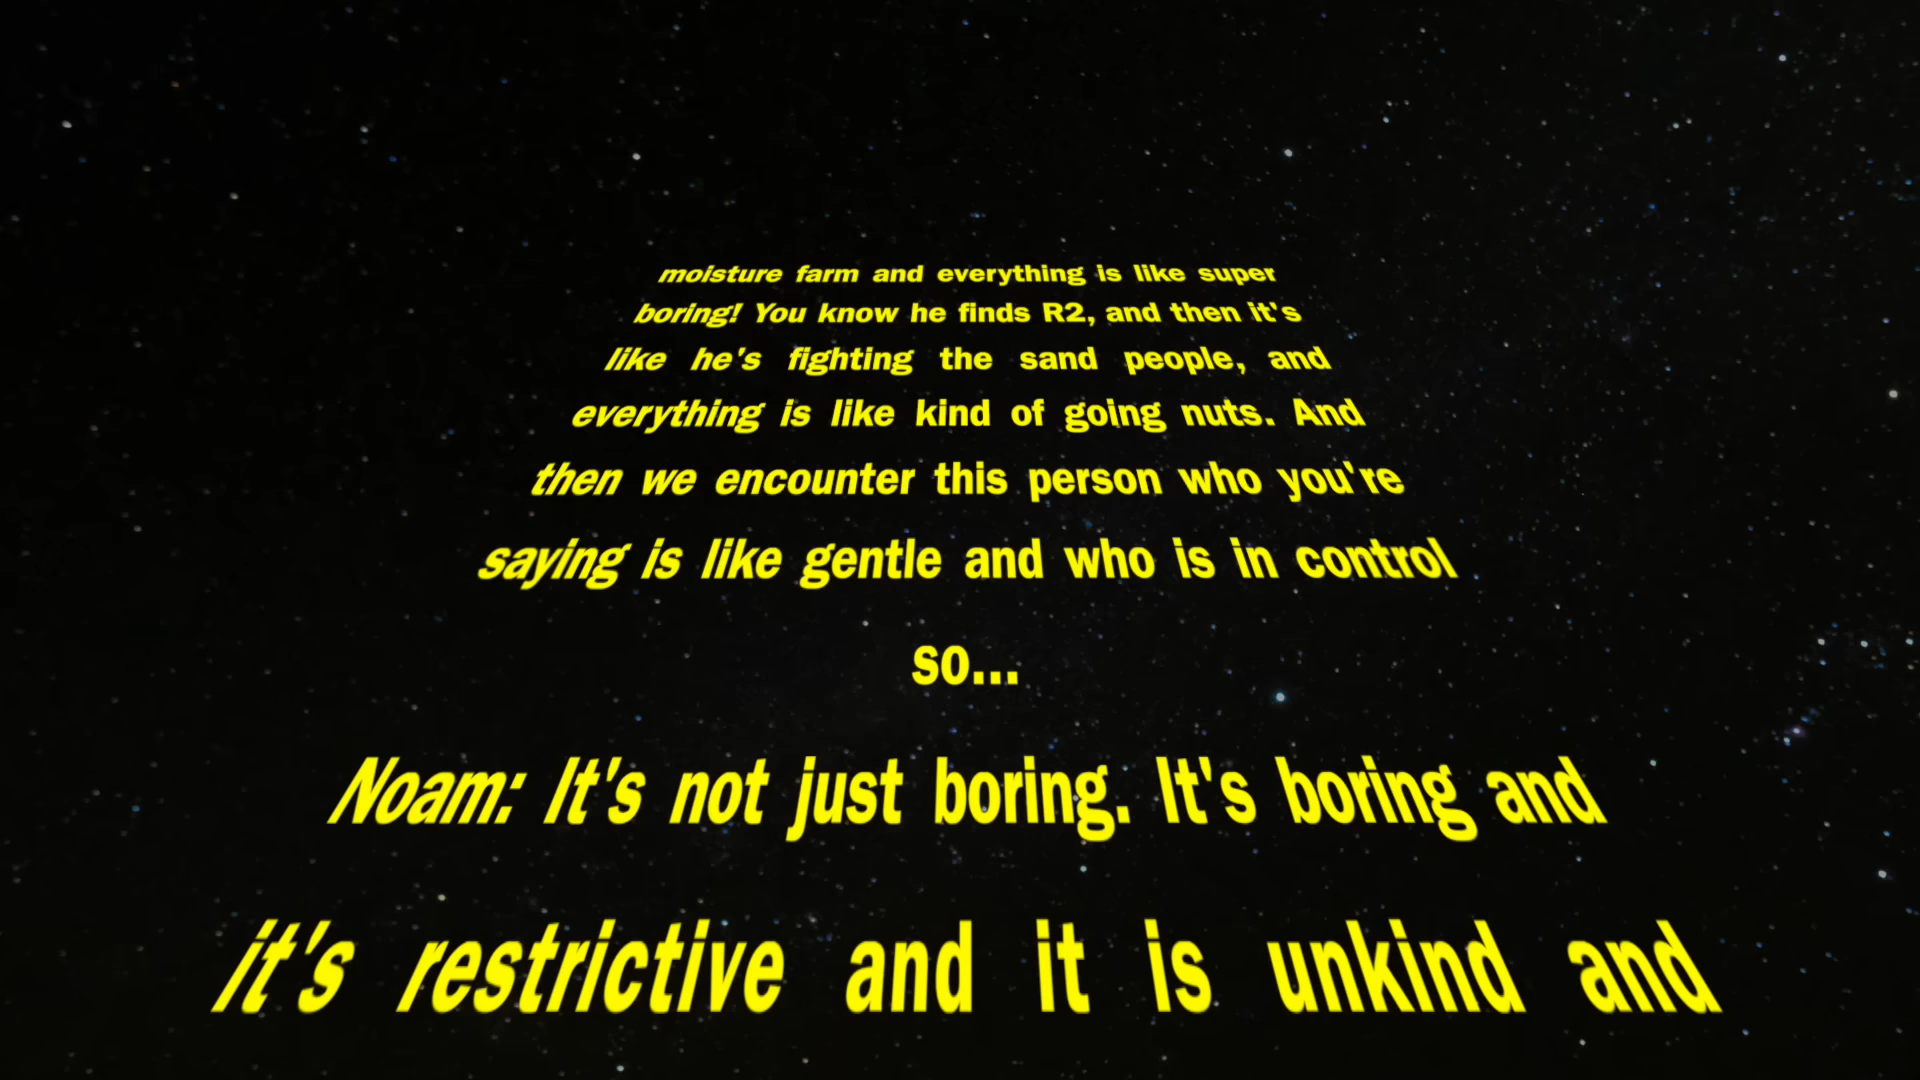 moisture farm and everything is like super
boring! You know he finds R2, and then it's
like he's fighting the sand people, and
everything is like kind of going nuts. And
then we encounter this person who you're
saying is like gentle and who is in control
so...
Noam: It's not just boring. It's boring and
it's restrictive and it is unkind and